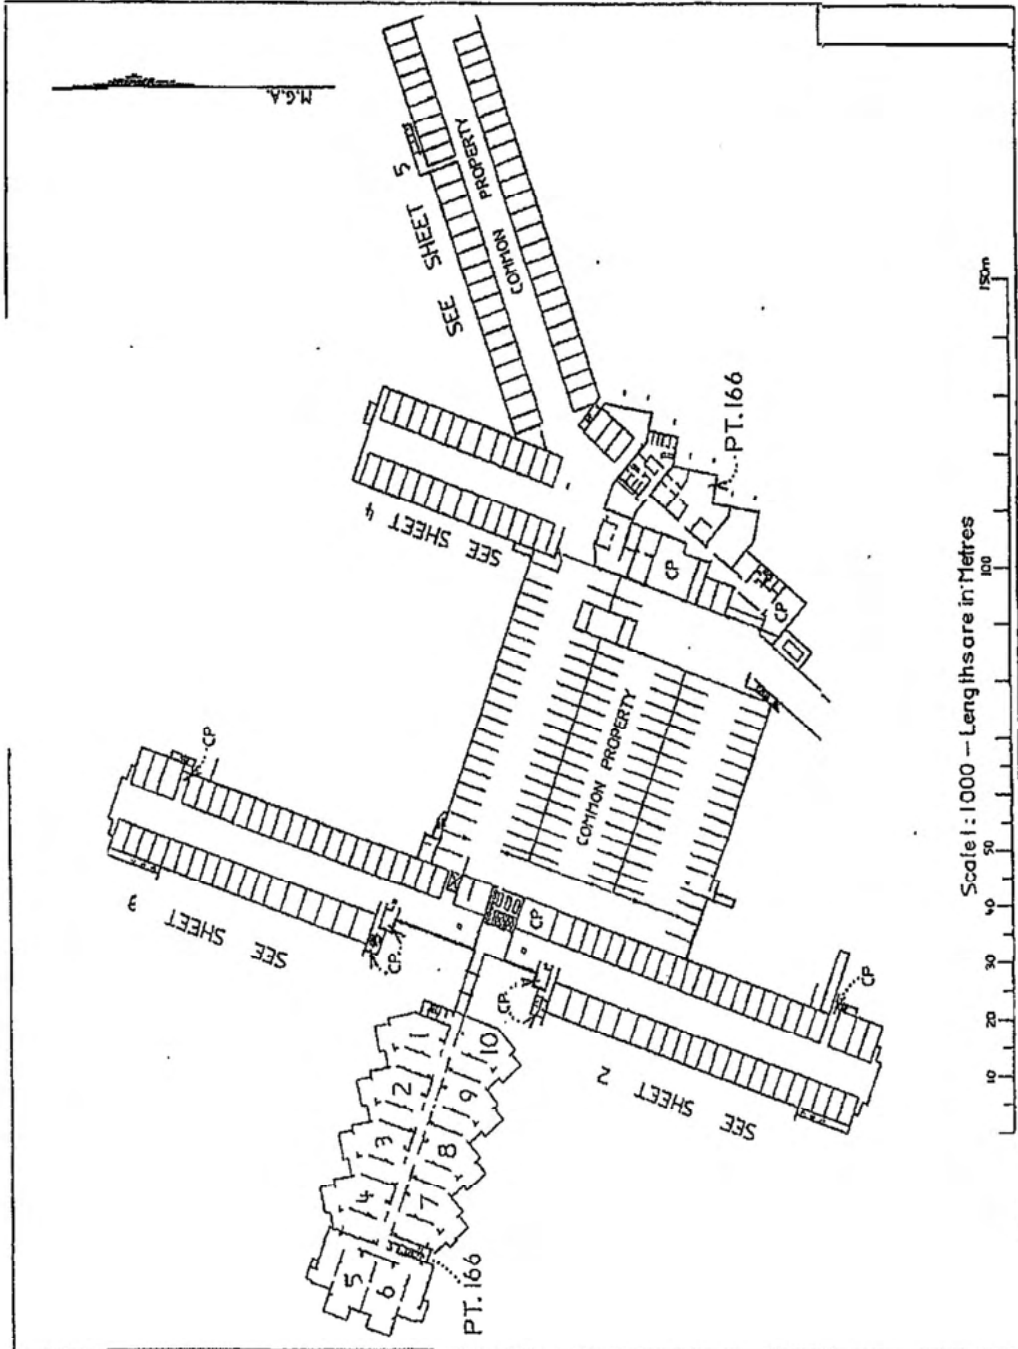 M.G.A.
SEE SHEET 5
COMMON PROPERTY
SEE SHEET 4
PT.166
CP
CP
COMMON PROPERTY
CP
SEE SHEET 3
CP
CP
CP
CP
SEE SHEET 2
1
2
3
4
5
6
7
8
9
10
PT.166
10
20
30
40
50
100
150m
Scale 1:1000 – Lengths are in Metres